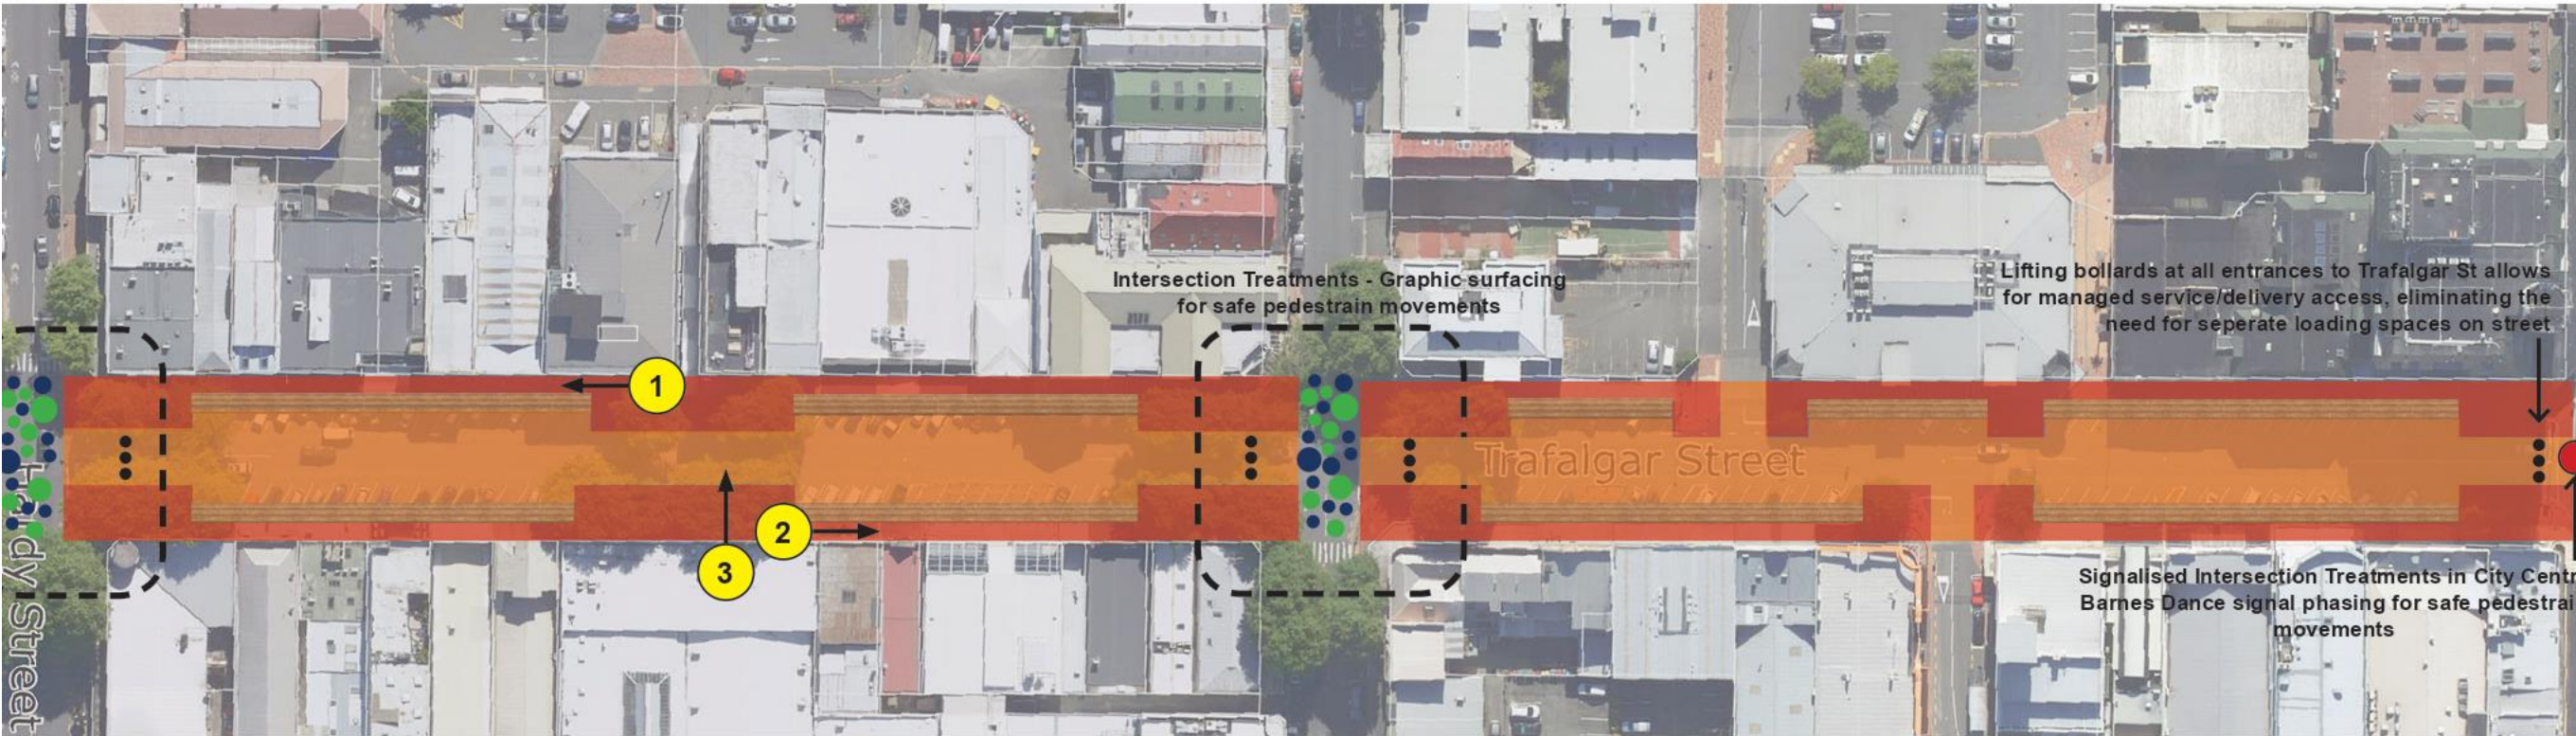 Intersection Treatments - Graphic surfacing
for safe pedestrain movements
Lifting bollards at all entrances to Trafalgar St allows
for managed service/delivery access, eliminating the
need for seperate loading spaces on street
1
2
3
Trafalgar Street
Hardy Street
Signalised Intersection Treatments in City Centr
Barnes Dance signal phasing for safe pedestrai
movements